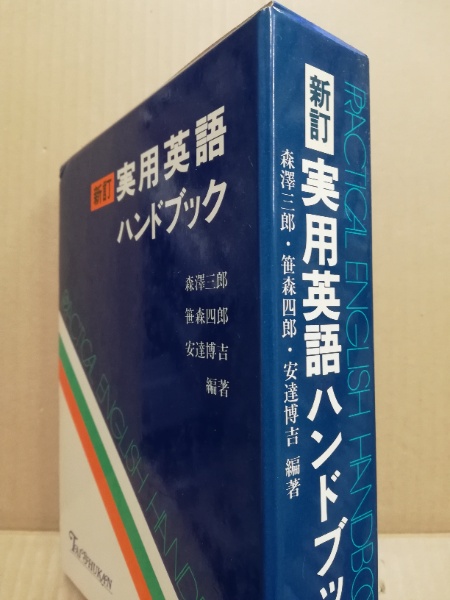 新訂 実用英語
ハンドブック
森澤三郎
笹森四郎
安達博吉
編著
PRACTICAL ENGLISH HAND
TAISHUKAN
新訂 実用英語ハンドブッ
森澤三郎・笹森四郎・安達博吉 編著
PRACTICAL ENGLISH HANDBO